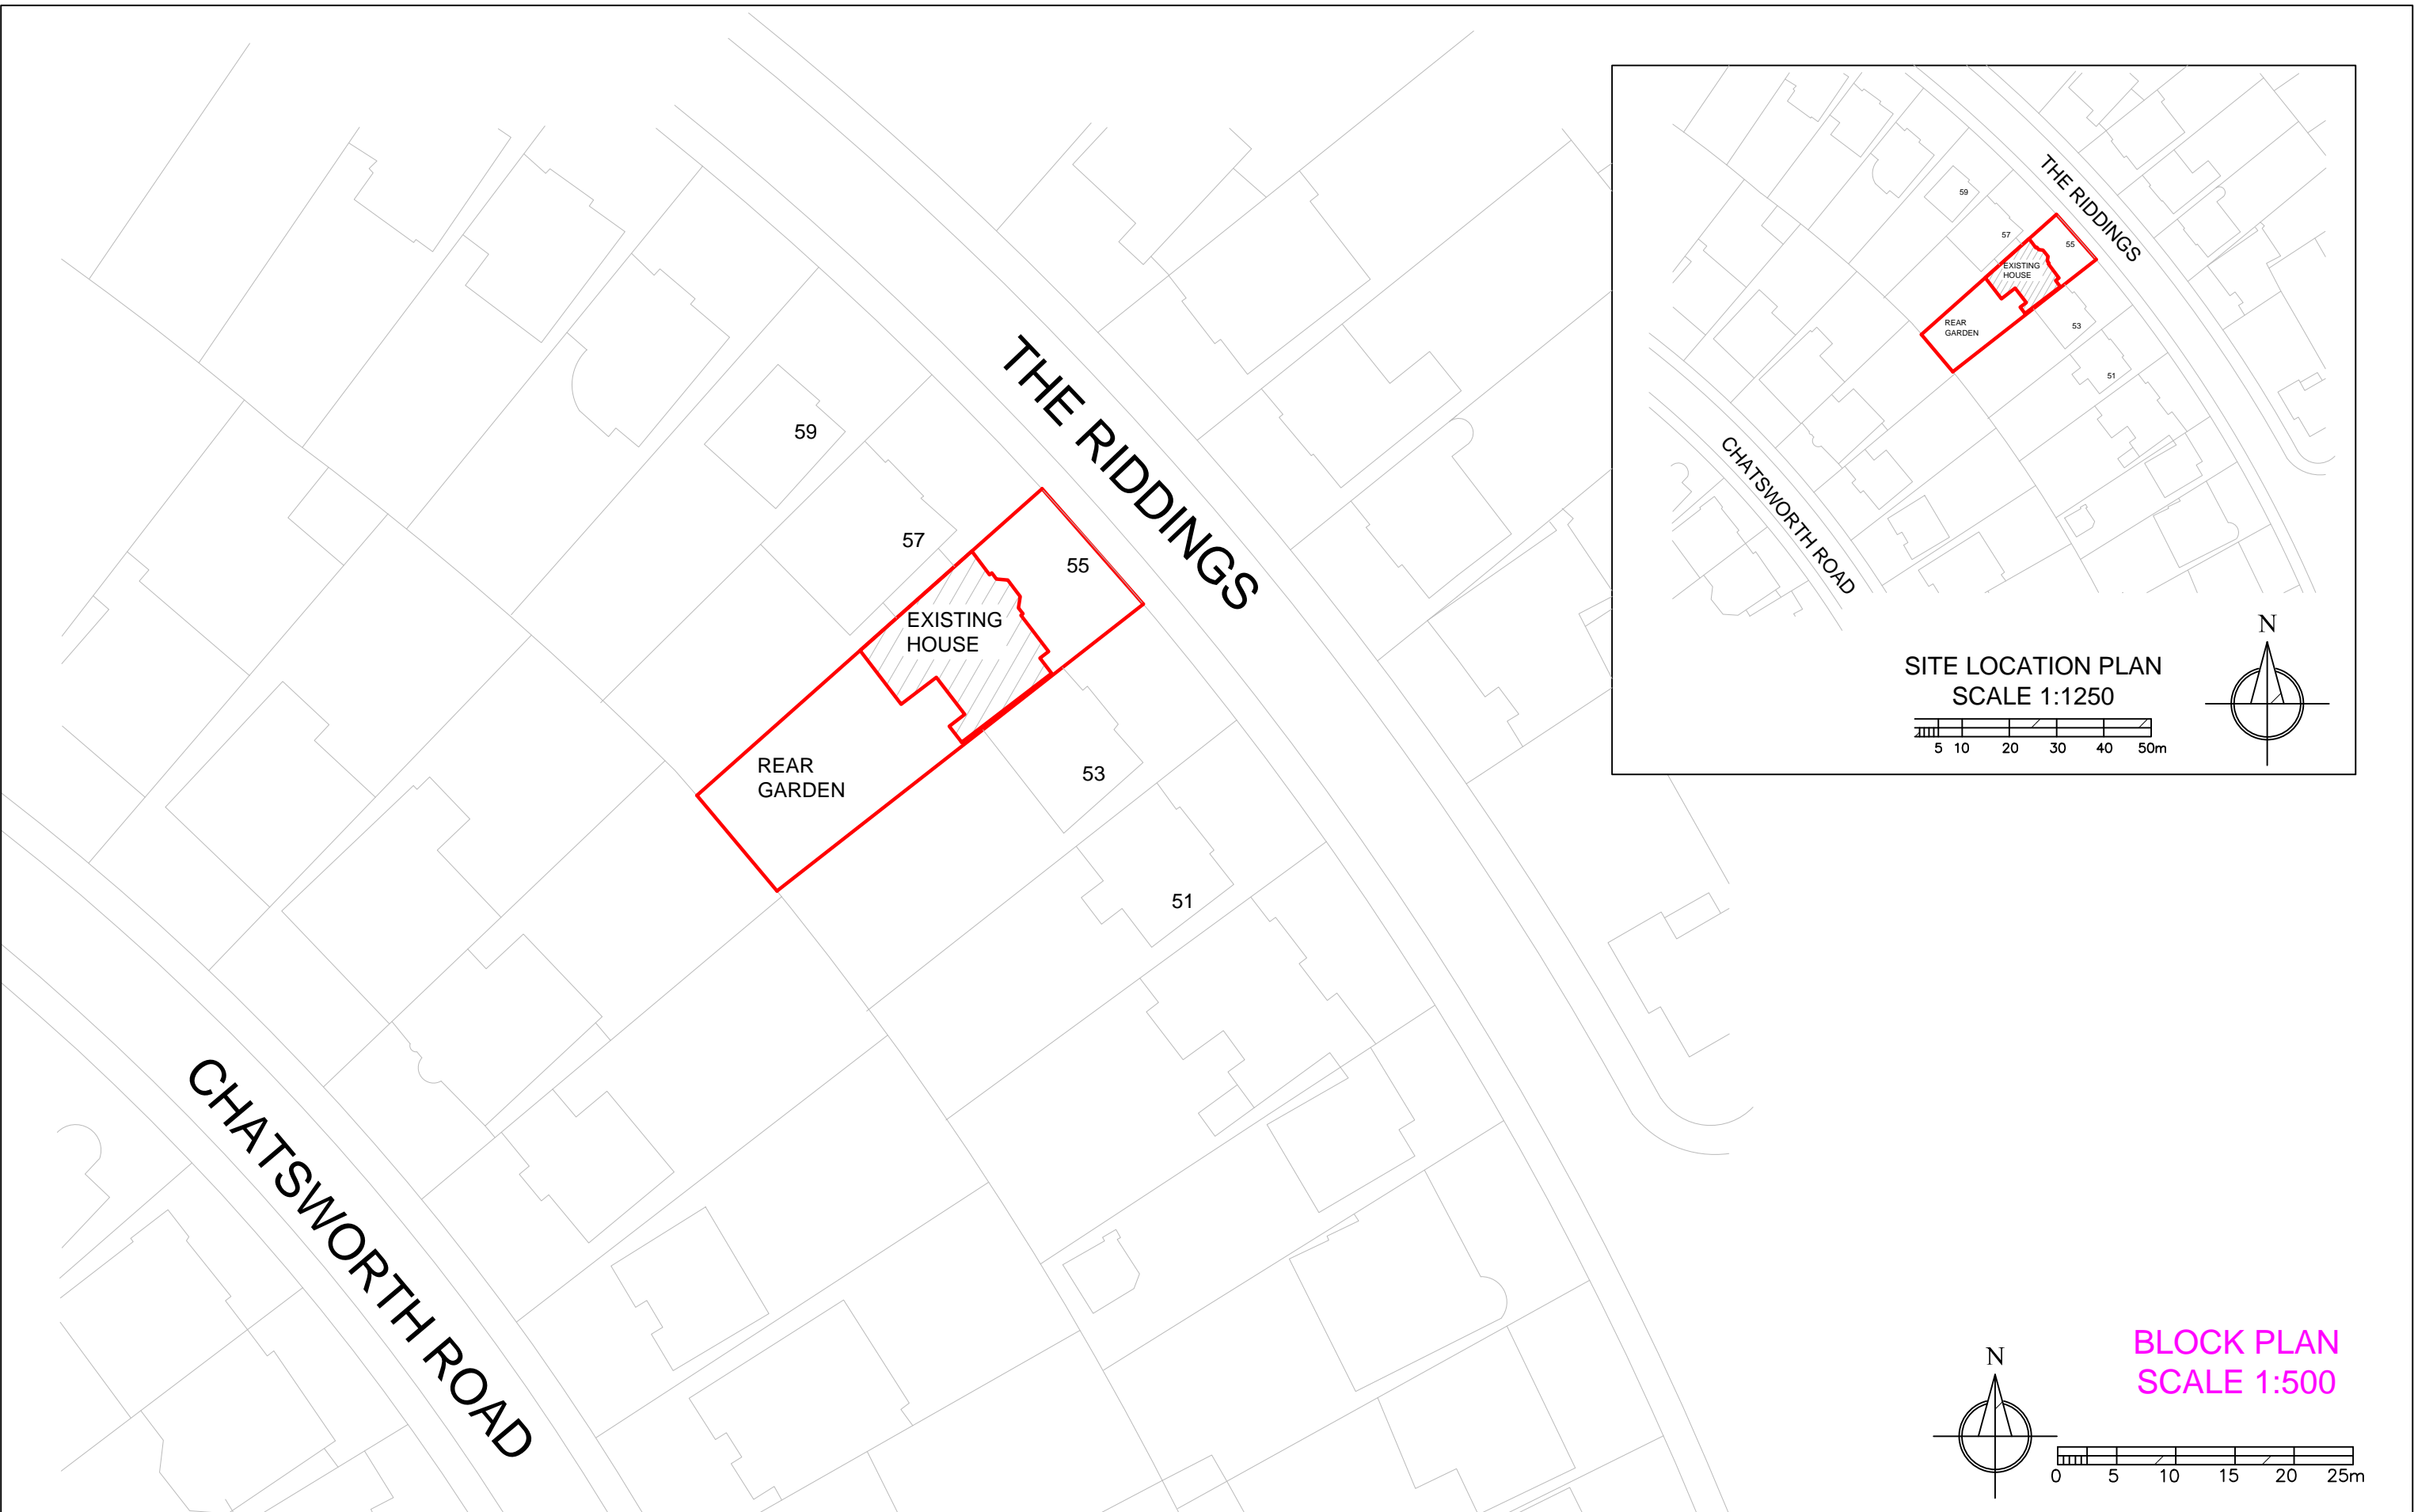 THE RIDDINGS
59
57
55
EXISTING
HOUSE
REAR
GARDEN
53
51
CHATSWORTH ROAD
THE RIDDINGS
59
57
55
EXISTING
HOUSE
REAR
GARDEN
53
51
CHATSWORTH ROAD
SITE LOCATION PLAN
SCALE 1:1250
5 10 20 30 40 50m
N
BLOCK PLAN
SCALE 1:500
N
0 5 10 15 20 25m